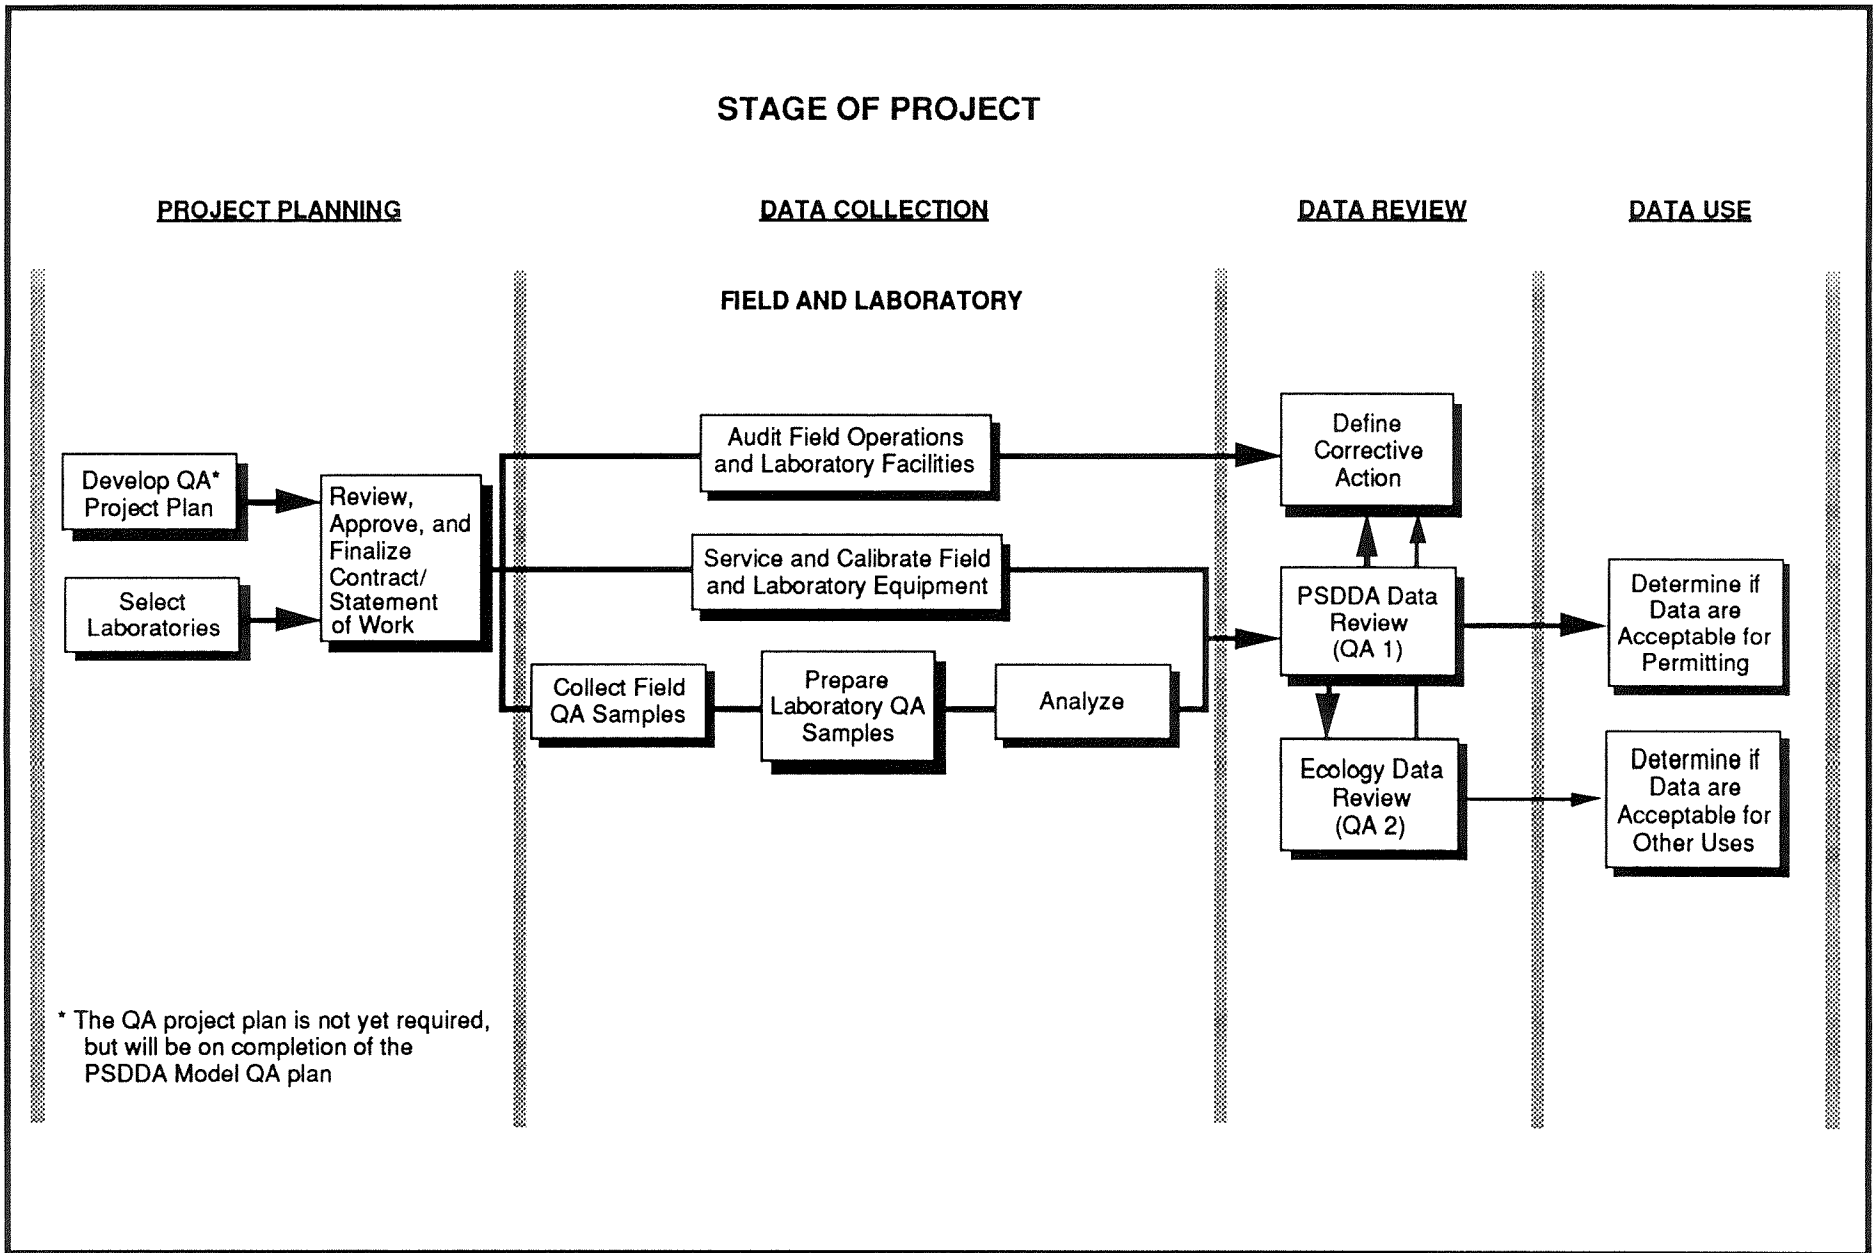 STAGE OF PROJECT
PROJECT PLANNING
DATA COLLECTION
DATA REVIEW
DATA USE
FIELD AND LABORATORY
Develop QA*
Project Plan
Select
Laboratories
Review,
Approve, and
Finalize
Contract/
Statement
of Work
Audit Field Operations
and Laboratory Facilities
Service and Calibrate Field
and Laboratory Equipment
Collect Field
QA Samples
Prepare
Laboratory QA
Samples
Analyze
Define
Corrective
Action
PSDDA Data
Review
(QA 1)
Ecology Data
Review
(QA 2)
Determine if
Data are
Acceptable for
Permitting
Determine if
Data are
Acceptable for
Other Uses
* The QA project plan is not yet required,
but will be on completion of the
PSDDA Model QA plan